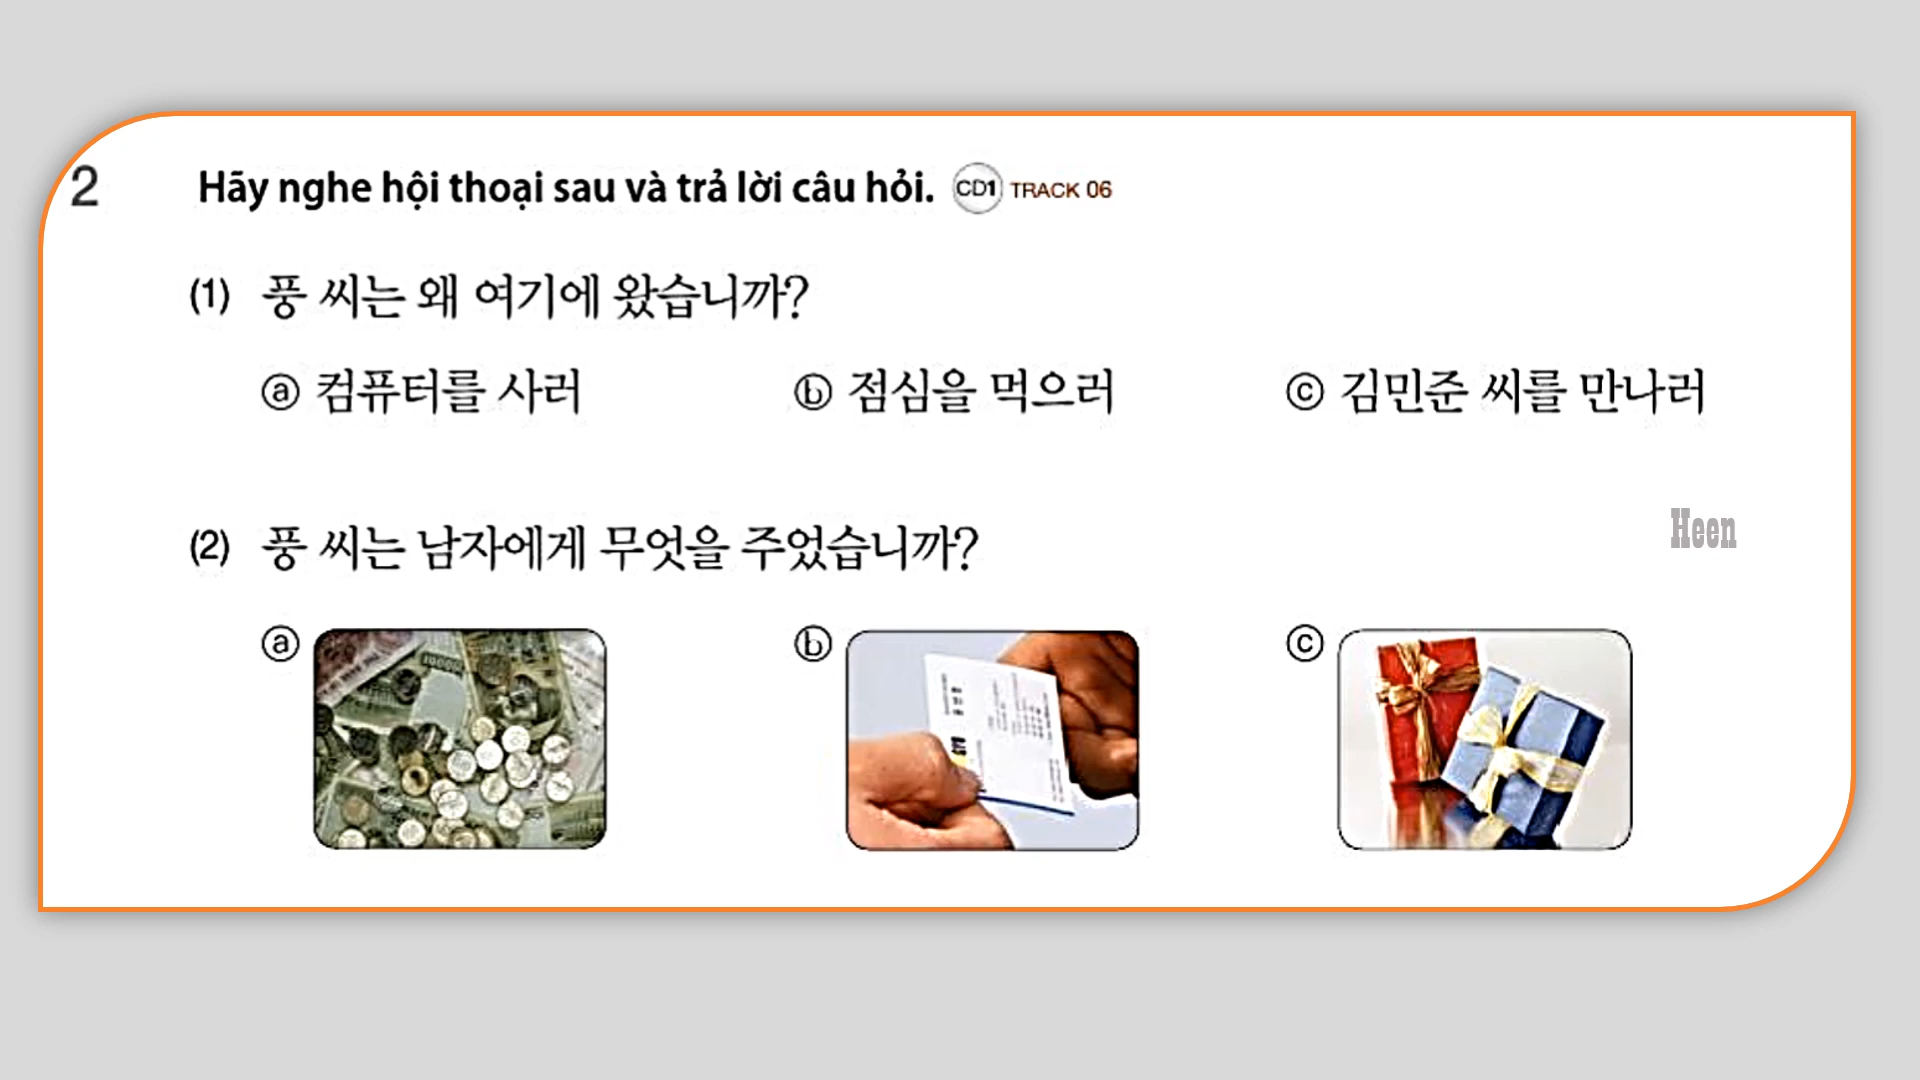 2 Hãy nghe hội thoại sau và trả lời câu hỏi. CD1 TRACK 06
(1) 풍 씨는 왜 여기에 왔습니까?
ⓐ 컴퓨터를 사러 ⓑ 점심을 먹으러 ⓒ 김민준 씨를 만나러
Heen
(2) 풍 씨는 남자에게 무엇을 주었습니까?
ⓐ ⓑ ⓒ
10000